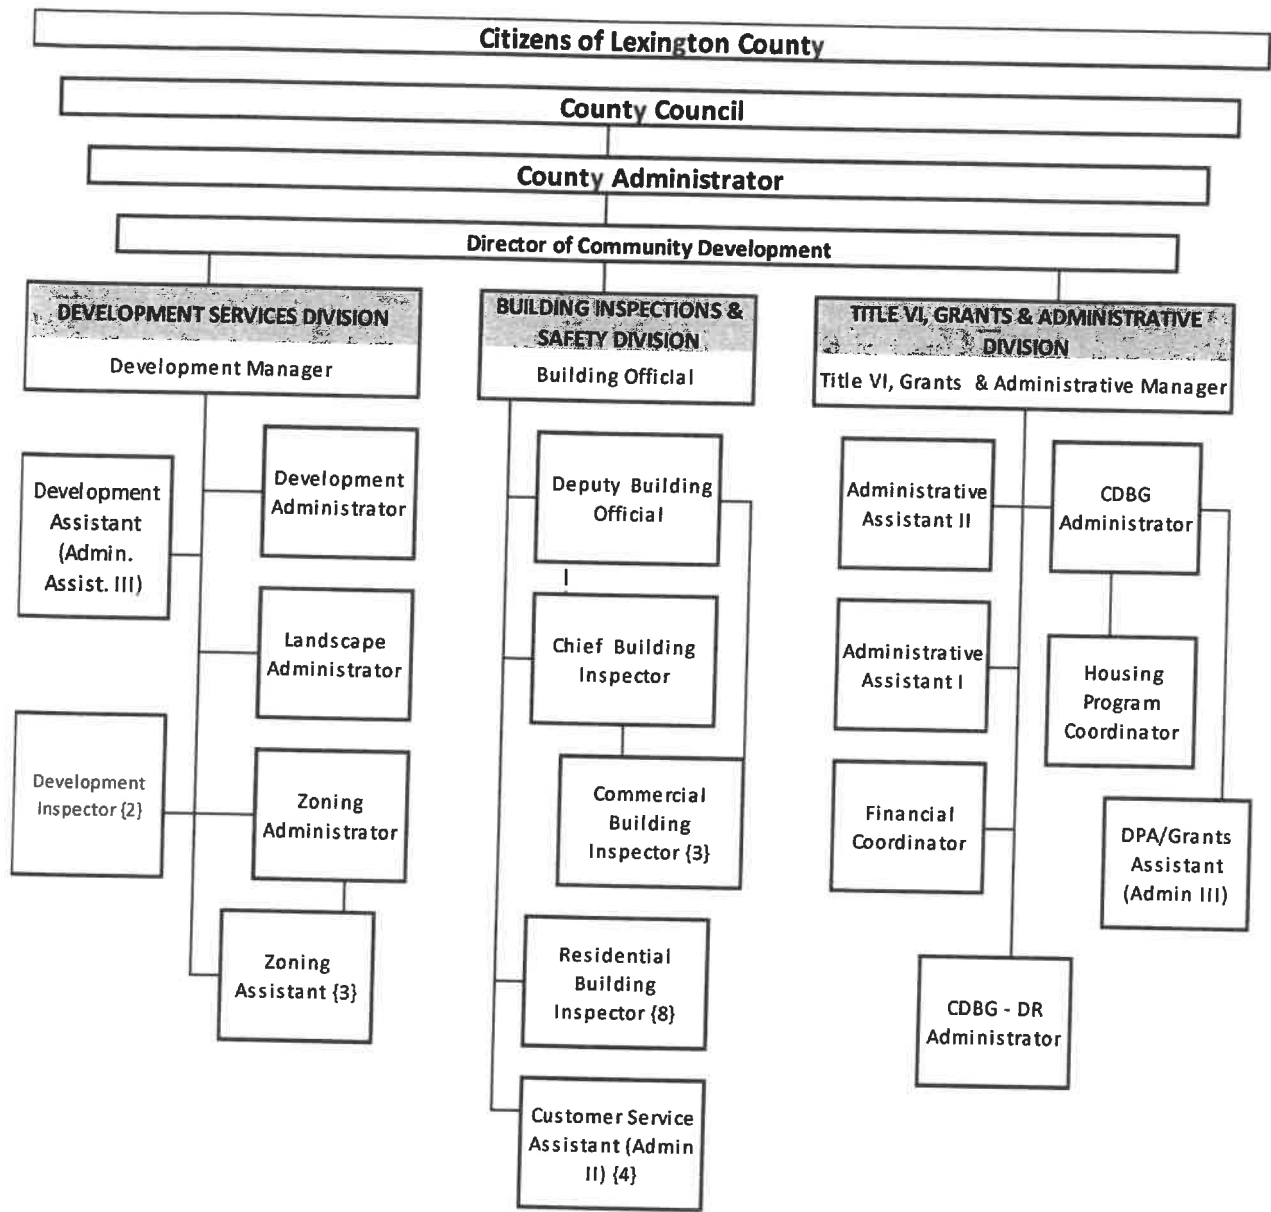 Citizens of Lexington County
County Council
County Administrator
Director of Community Development
DEVELOPMENT SERVICES DIVISION
Development Manager
Development
Assistant
(Admin.
Assist. III)
Development
Administrator
Landscape
Administrator
Development
Inspector {2}
Zoning
Administrator
Zoning
Assistant {3}
BUILDING INSPECTIONS &
SAFETY DIVISION
Building Official
Deputy Building
Official
Chief Building
Inspector
Commercial
Building
Inspector {3}
Residential
Building
Inspector {8}
Customer Service
Assistant (Admin
II) {4}
TITLE VI, GRANTS & ADMINISTRATIVE
DIVISION
Title VI, Grants & Administrative Manager
Administrative
Assistant II
CDBG
Administrator
Administrative
Assistant I
Housing
Program
Coordinator
Financial
Coordinator
DPA/Grants
Assistant
(Admin III)
CDBG - DR
Administrator